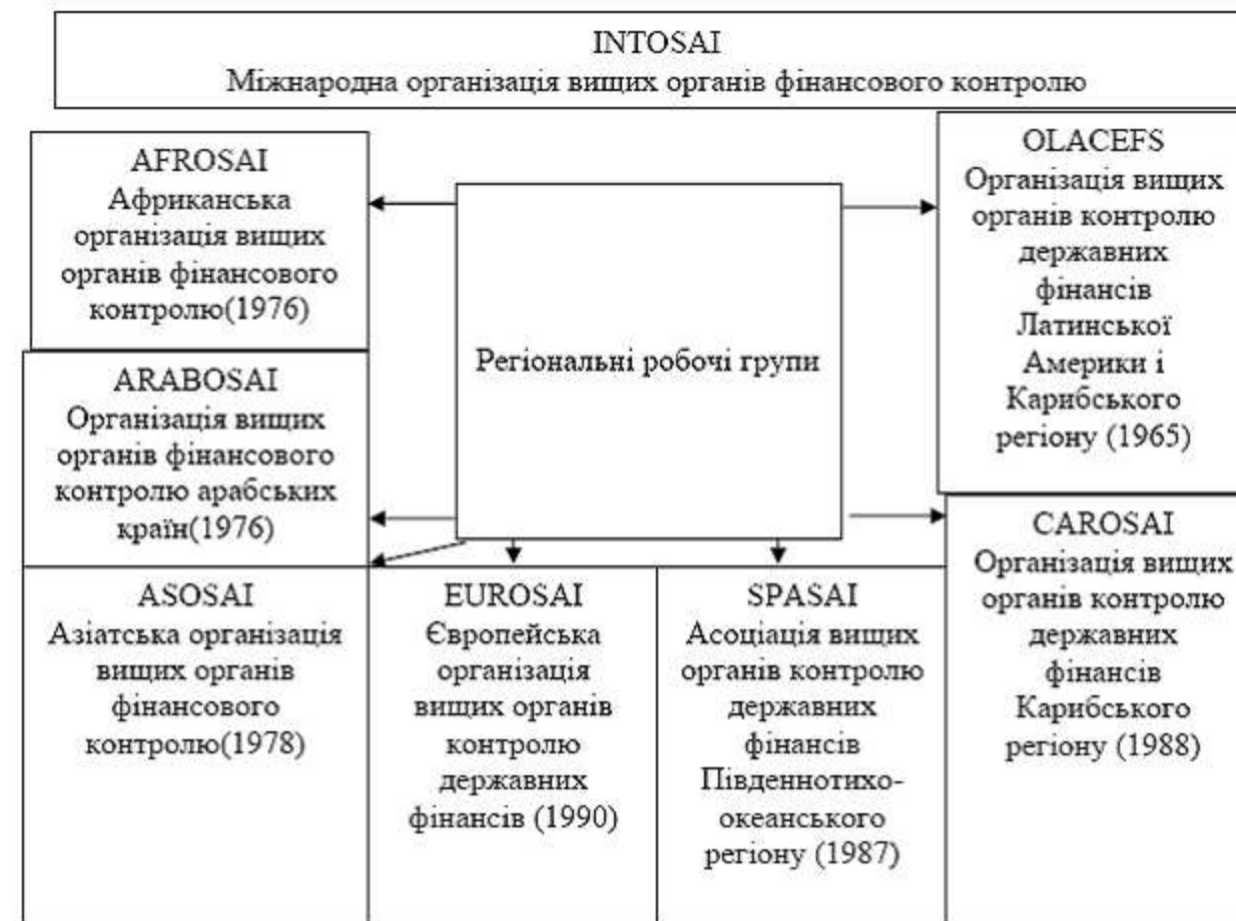 INTOSAI
Міжнародна організація вищих органів фінансового контролю
AFROSAI
Африканська
організація вищих
органів фінансового
контролю(1976)
ARABOSAI
Організація вищих
органів фінансового
контролю арабських
країн(1976)
Регіональні робочі групи
OLACEFS
Організація вищих
органів контролю
державних
фінансів
Латинської
Америки і
Карибського
регіону (1965)
ASOSAI
Азіатська організація
вищих органів
фінансового
контролю(1978)
EUROSAI
Європейська
організація
вищих органів
контролю
державних
фінансів (1990)
SPASAI
Асоціація вищих
органів контролю
державних
фінансів
Південнотихо-
океанського
регіону (1987)
CAROSAI
Організація вищих
органів контролю
державних
фінансів
Карибського
регіону (1988)